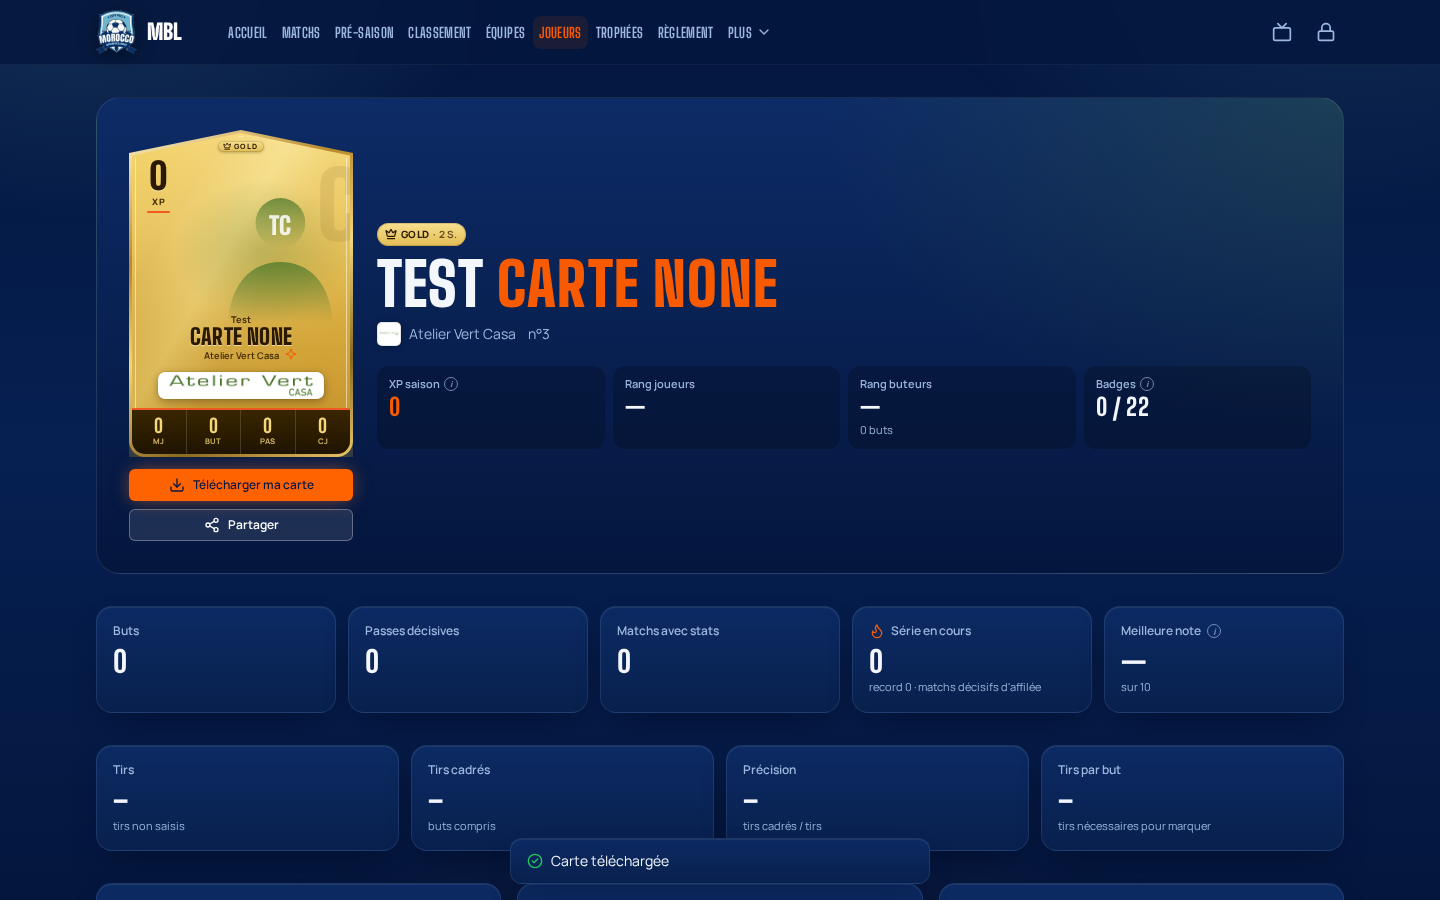 MOROCCO
MBL
ACCUEIL
MATCHS
PRÉ-SAISON
CLASSEMENT
ÉQUIPES
JOUEURS
TROPHÉES
RÈGLEMENT
PLUS
GOLD
0
XP
TC
Test
CARTE NONE
Atelier Vert Casa
Atelier Vert
CASA
0 0 0 0
MJ BUT PAS CJ
Télécharger ma carte
Partager
GOLD · 2 S.
TEST CARTE NONE
Atelier Vert Casa n°3
XP saison
0
Rang joueurs
—
Rang buteurs
—
0 buts
Badges
0 / 22
Buts
0
Passes décisives
0
Matchs avec stats
0
Série en cours
0
record 0 · matchs décisifs d'affilée
Meilleure note
—
sur 10
Tirs
–
tirs non saisis
Tirs cadrés
–
buts compris
Précision
–
tirs cadrés / tirs
Tirs par but
–
tirs nécessaires pour marquer
Carte téléchargée